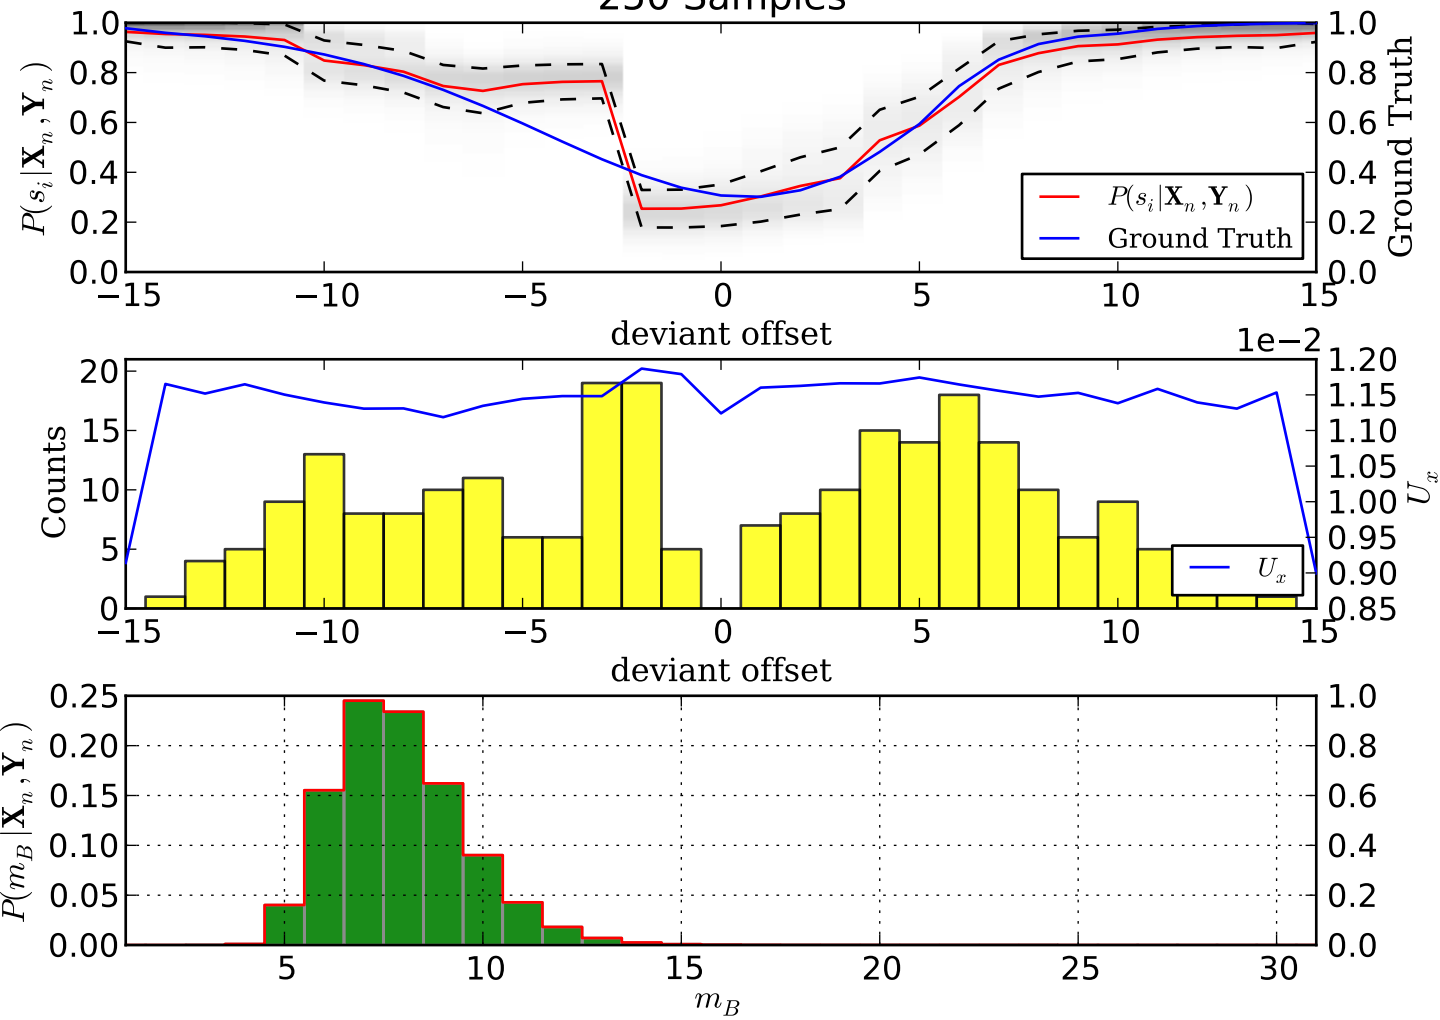 250 Samples
1.0
0.8
0.6
0.4
0.2
0.0
P(s_i|X_n,Y_n)
1.0
0.8
0.6
0.4
0.2
0.0
Ground Truth
P(s_i|X_n,Y_n)
Ground Truth
−15 −10 −5 0 5 10 15
deviant offset
1e−2
20
15
10
5
0
Counts
1.20
1.15
1.10
1.05
1.00
0.95
0.90
0.85
U_x
U_x
−15 −10 −5 0 5 10 15
deviant offset
0.25
0.20
0.15
0.10
0.05
0.00
P(m_B|X_n,Y_n)
1.0
0.8
0.6
0.4
0.2
0.0
5 10 15 20 25 30
m_B